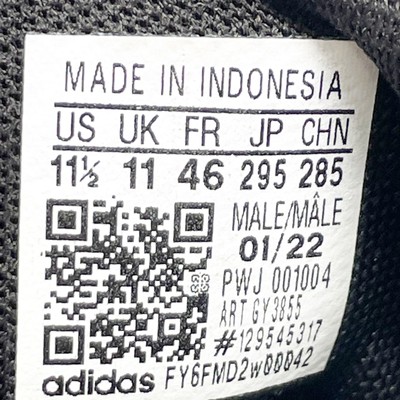 MADE IN INDONESIA
US UK FR JP CHN
11½ 11 46 295 285
MALE/MÂLE
01/22
PWJ 001004
ART GY3855
#129545317
adidas FY6FMD2w00042